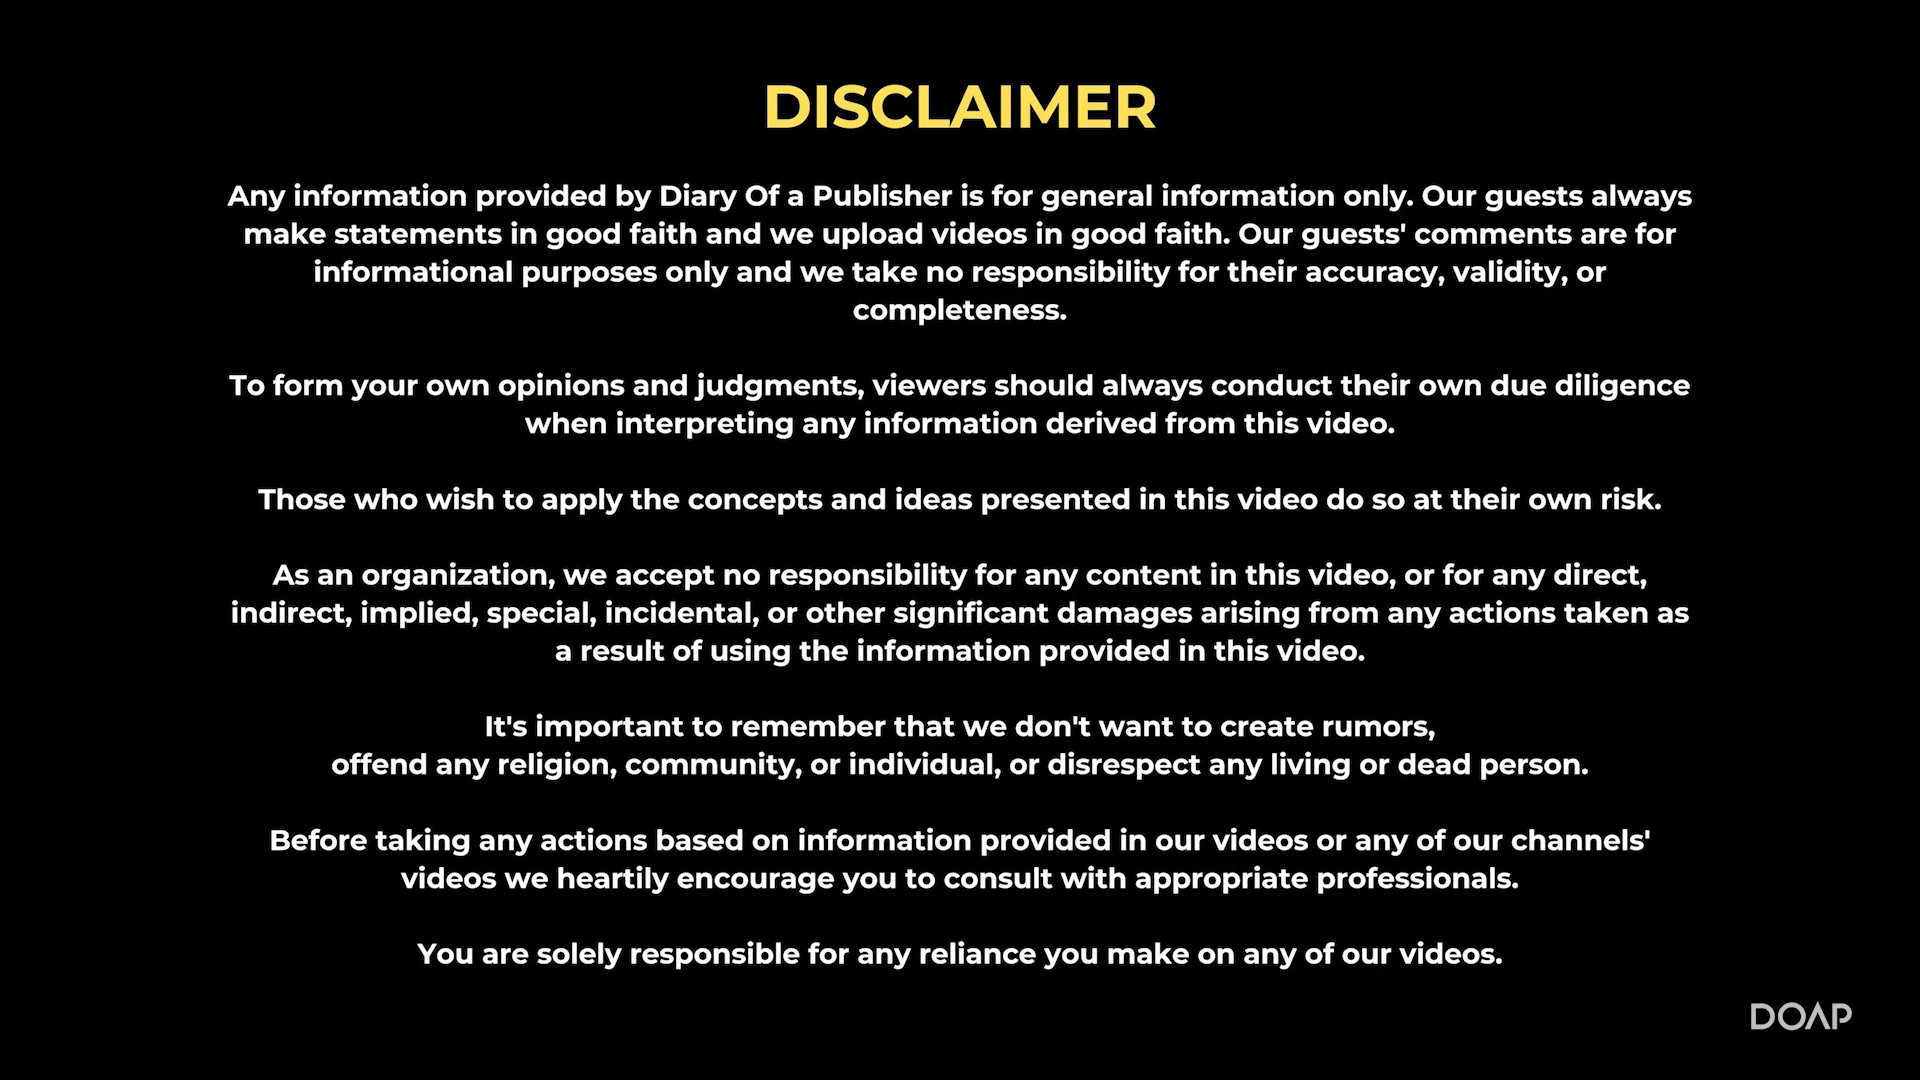 DISCLAIMER
Any information provided by Diary Of a Publisher is for general information only. Our guests always
make statements in good faith and we upload videos in good faith. Our guests' comments are for
informational purposes only and we take no responsibility for their accuracy, validity, or
completeness.
To form your own opinions and judgments, viewers should always conduct their own due diligence
when interpreting any information derived from this video.
Those who wish to apply the concepts and ideas presented in this video do so at their own risk.
As an organization, we accept no responsibility for any content in this video, or for any direct,
indirect, implied, special, incidental, or other significant damages arising from any actions taken as
a result of using the information provided in this video.
It's important to remember that we don't want to create rumors,
offend any religion, community, or individual, or disrespect any living or dead person.
Before taking any actions based on information provided in our videos or any of our channels'
videos we heartily encourage you to consult with appropriate professionals.
You are solely responsible for any reliance you make on any of our videos.
DOAP